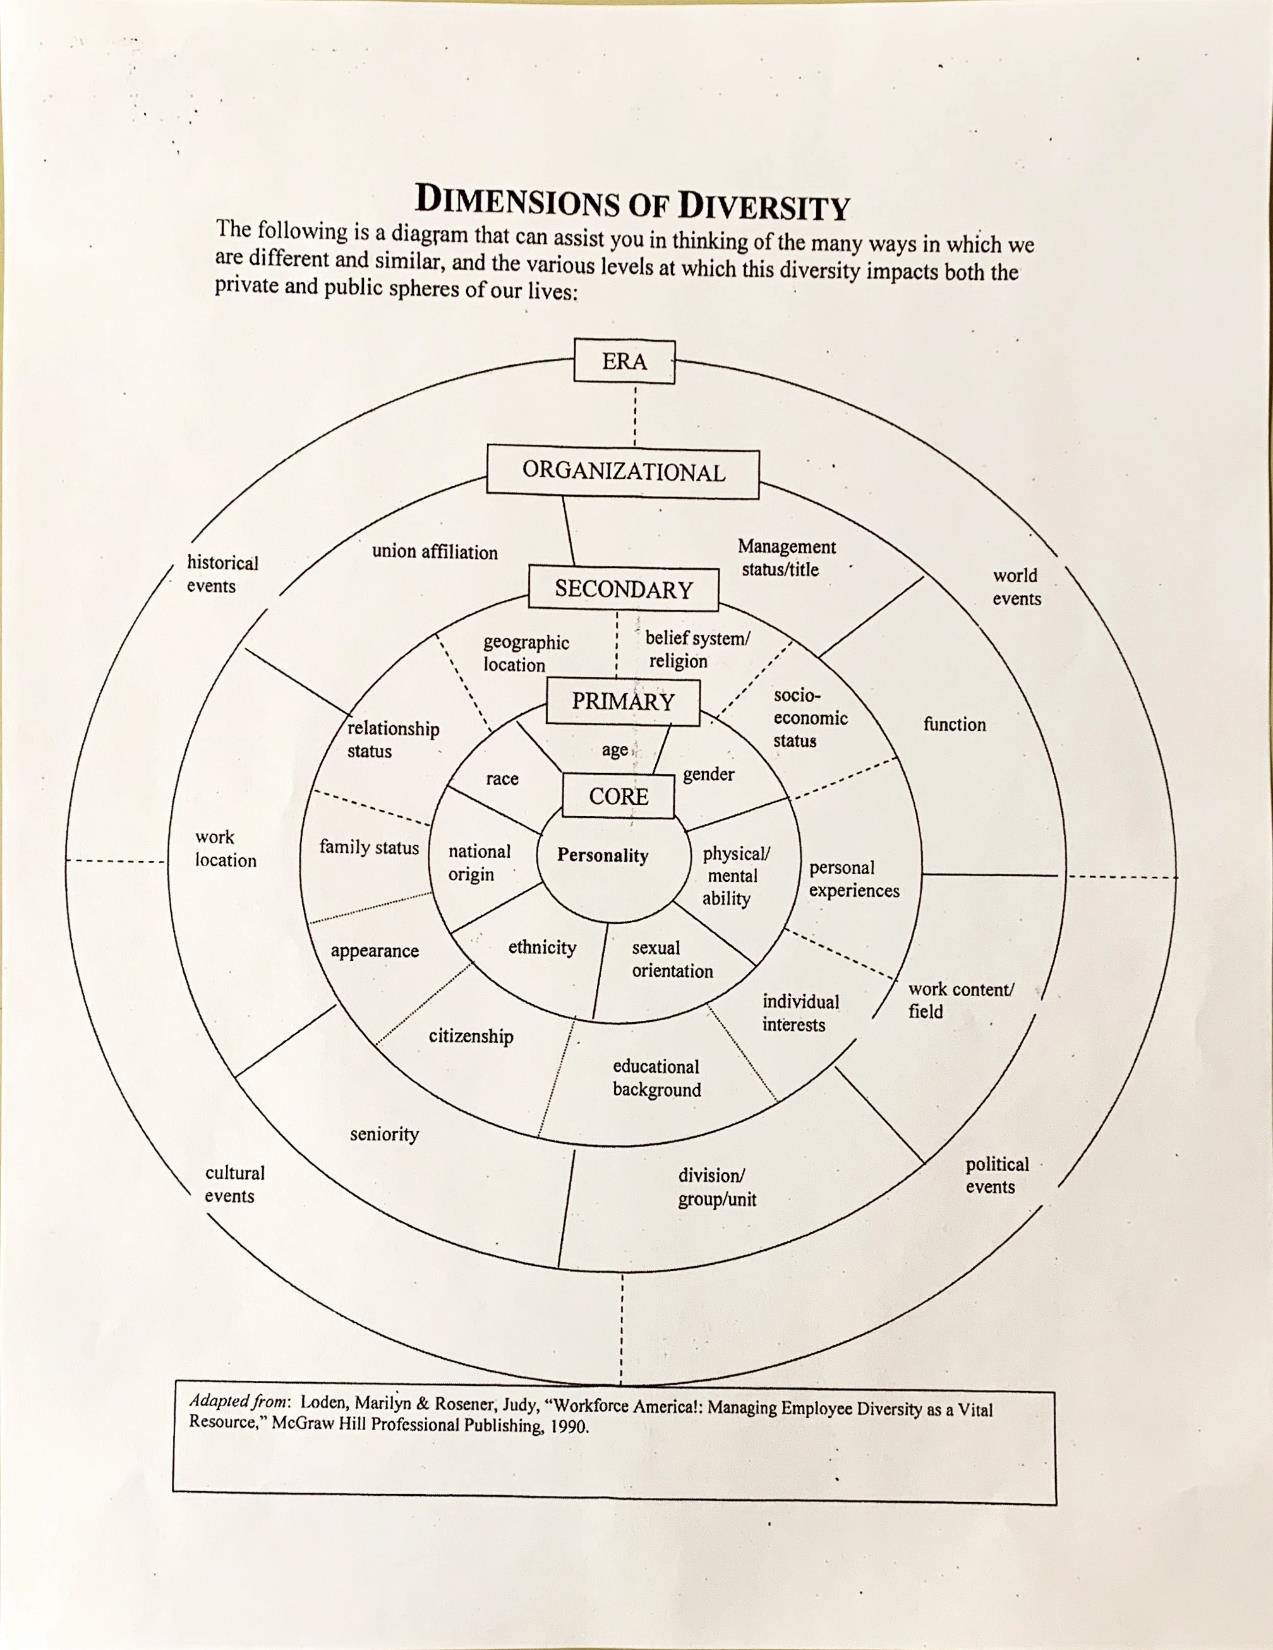 DIMENSIONS OF DIVERSITY
The following is a diagram that can assist you in thinking of the many ways in which we
are different and similar, and the various levels at which this diversity impacts both the
private and public spheres of our lives:
ERA
historical
events
world
events
cultural
events
political
events
ORGANIZATIONAL
union affiliation
Management
status/title
function
work
location
work content/
field
seniority
division/
group/unit
SECONDARY
geographic
location
belief system/
religion
socio-
economic
status
relationship
status
family status
personal
experiences
appearance
individual
interests
citizenship
educational
background
PRIMARY
age
race
gender
national
origin
physical/
mental
ability
ethnicity
sexual
orientation
CORE
Personality
Adapted from: Loden, Marilyn & Rosener, Judy, “Workforce America!: Managing Employee Diversity as a Vital
Resource,” McGraw Hill Professional Publishing, 1990.